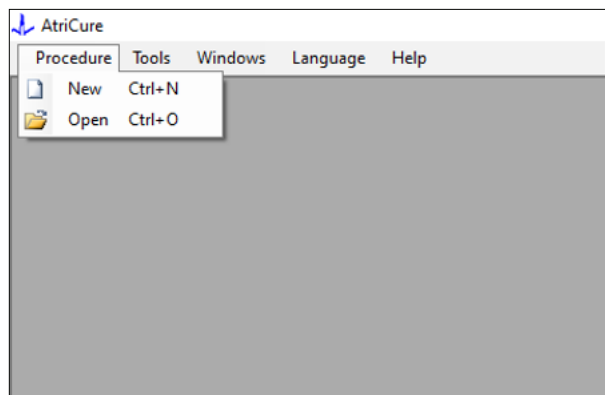 AtriCure
Procedure Tools Windows Language Help
New Ctrl+N
Open Ctrl+O